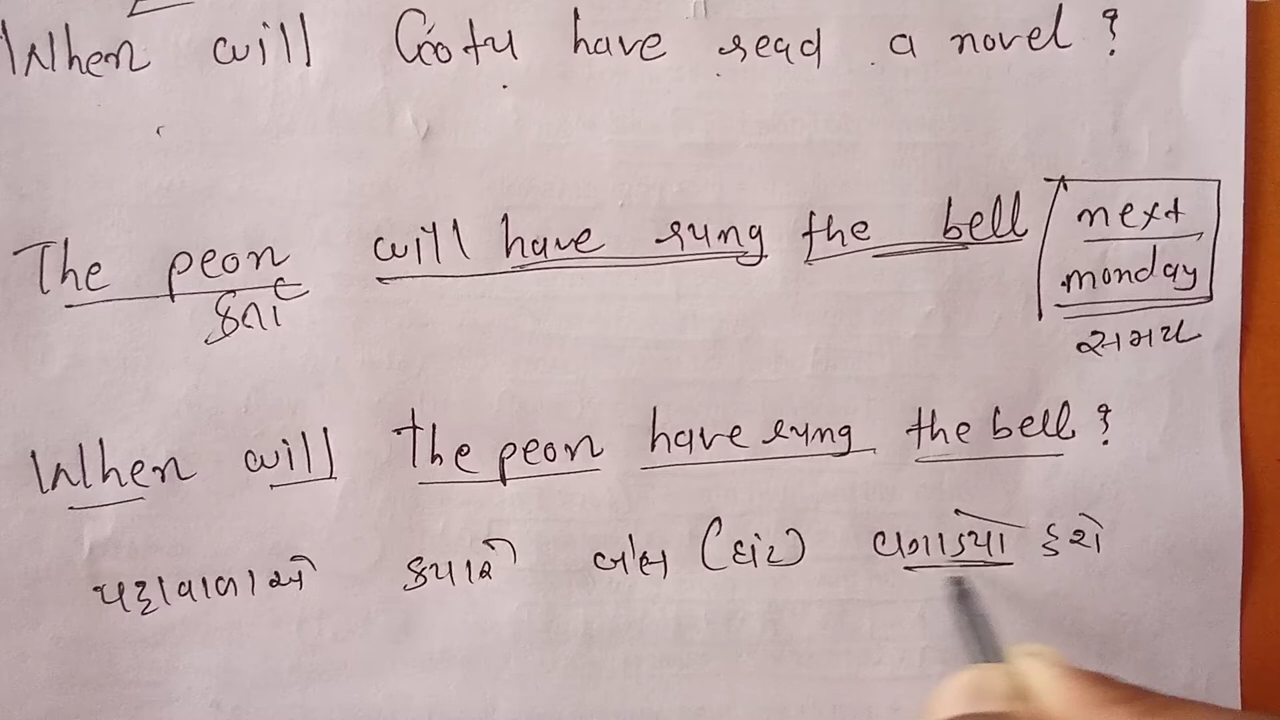 When will Gotu have read a novel ?
The peon will have rung the bell
next
monday
કર્તા
સમય
When will the peon have rung the bell ?
પટ્ટાવાળાએ ક્યારે બેલ (ઘંટ) વગાડ્યો હશે